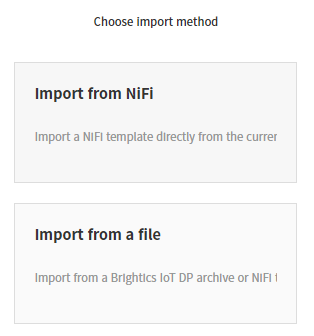 Choose import method
Import from NiFi
Import a NiFi template directly from the currer
Import from a file
Import from a Brightics IoT DP archive or NiFi